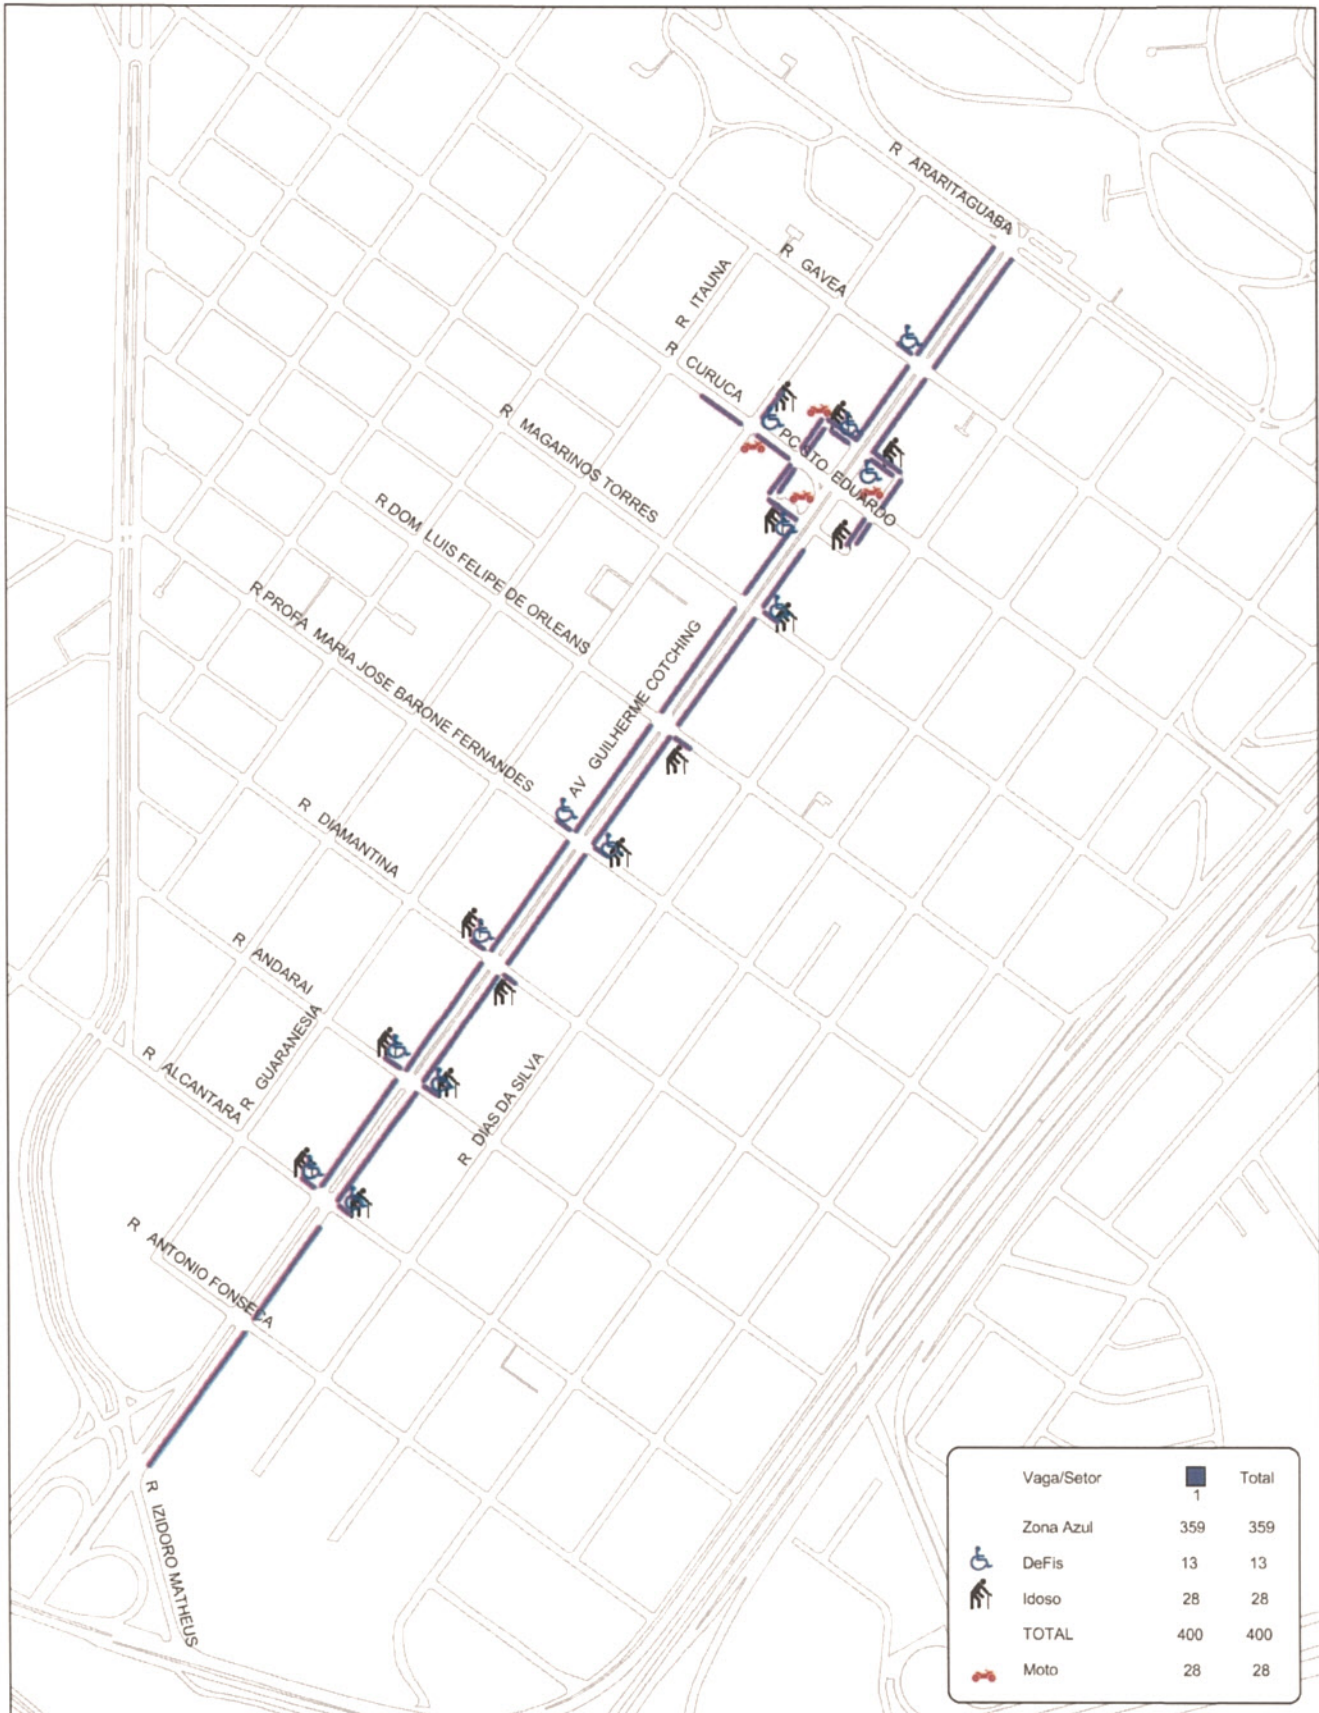 R ARARITAGUABA
R GAVEA
R ITAUNA
R CURUCA
R MAGARINOS TORRES
PC STO EDUARDO
R DOM LUIS FELIPE DE ORLEANS
R PROFA MARIA JOSE BARONE FERNANDES
AV GUILHERME COTCHING
R DIAMANTINA
R ANDARAI
R GUARANESIA
R ALCANTARA
R DIAS DA SILVA
R ANTONIO FONSECA
R IZIDORO MATHEUS
Vaga/Setor 1 Total
Zona Azul 359 359
DeFis 13 13
Idoso 28 28
TOTAL 400 400
Moto 28 28